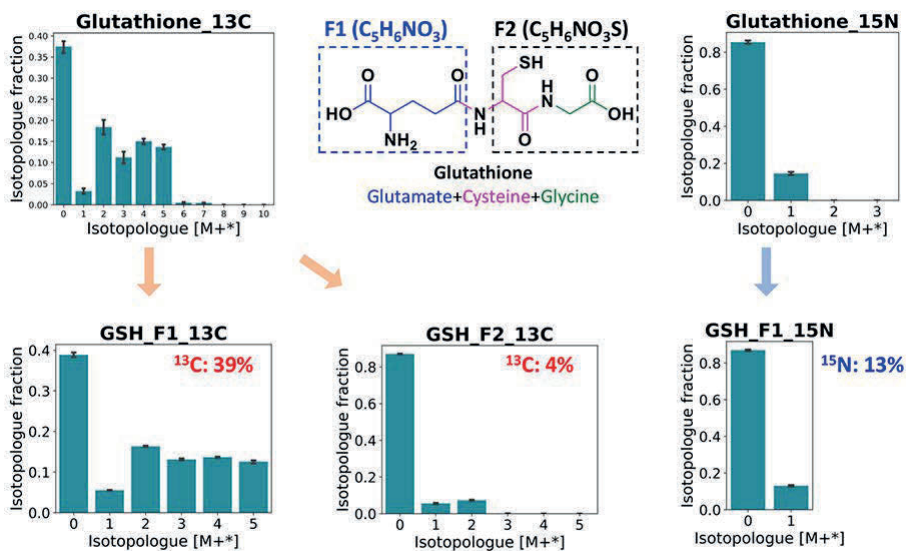 Glutathione_13C
Isotopologue fraction
0.40
0.35
0.30
0.25
0.20
0.15
0.10
0.05
0.00
0 1 2 3 4 5 6 7 8 9 10
Isotopologue [M+*]
F1 (C₅H₆NO₃)
F2 (C₅H₆NO₃S)
SH
O O H
N
O
HO N
H
OH
NH₂ O
Glutathione
Glutamate+Cysteine+Glycine
Glutathione_15N
Isotopologue fraction
0.8
0.6
0.4
0.2
0.0
0 1 2 3
Isotopologue [M+*]
GSH_F1_13C
¹³C: 39%
Isotopologue fraction
0.4
0.3
0.2
0.1
0.0
0 1 2 3 4 5
Isotopologue [M+*]
GSH_F2_13C
¹³C: 4%
Isotopologue fraction
0.8
0.6
0.4
0.2
0.0
0 1 2 3 4 5
Isotopologue [M+*]
GSH_F1_15N
¹⁵N: 13%
Isotopologue fraction
0.8
0.6
0.4
0.2
0.0
0 1
Isotopologue [M+*]